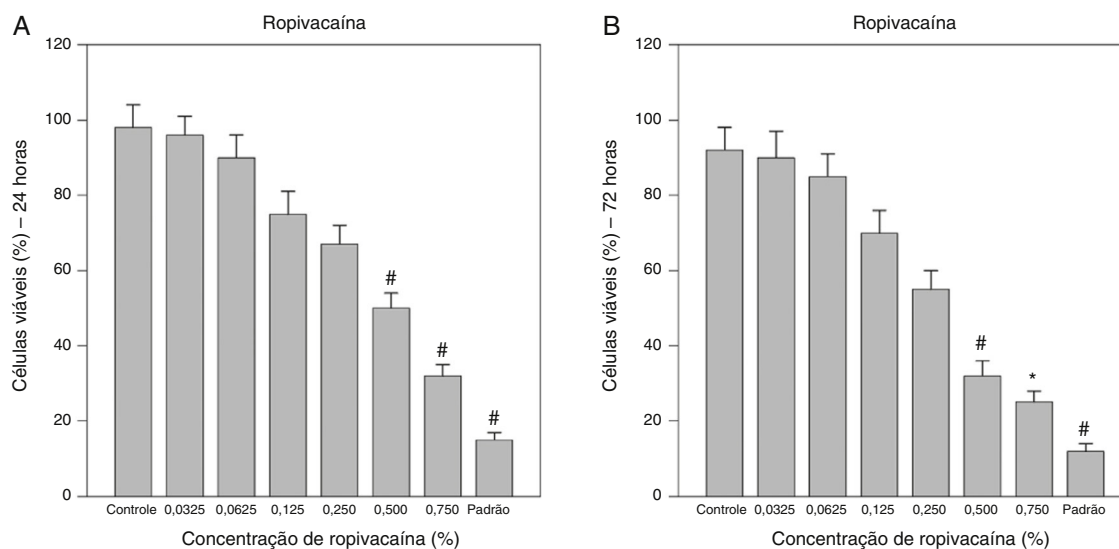 A
Ropivacaína
120
100
80
60
40
20
0
Células viáveis (%) – 24 horas
#
#
#
Controle 0,0325 0,0625 0,125 0,250 0,500 0,750 Padrão
Concentração de ropivacaína (%)
B
Ropivacaína
120
100
80
60
40
20
0
Células viáveis (%) – 72 horas
#
*
#
Controle 0,0325 0,0625 0,125 0,250 0,500 0,750 Padrão
Concentração de ropivacaína (%)